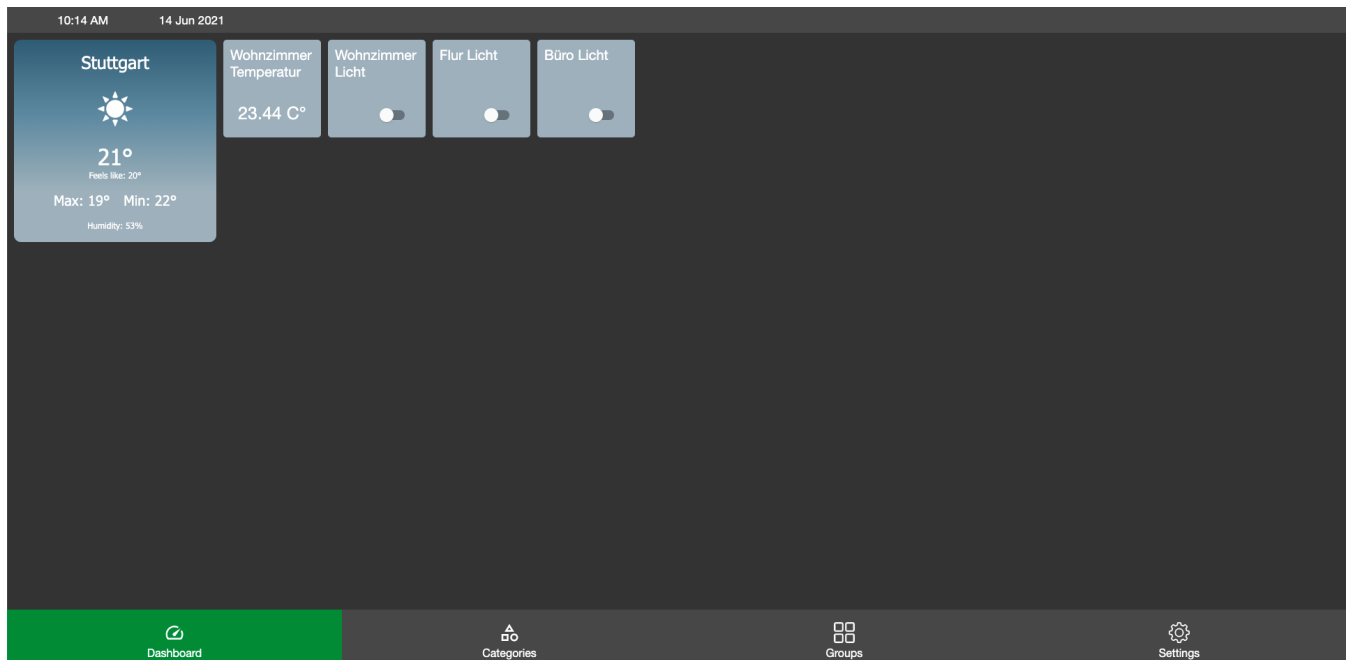 10:14 AM 14 Jun 2021
Stuttgart
21°
Feels like: 20°
Max: 19° Min: 22°
Humidity: 53%
Wohnzimmer
Temperatur
23.44 C°
Wohnzimmer
Licht
Flur Licht
Büro Licht
Dashboard
Categories
Groups
Settings